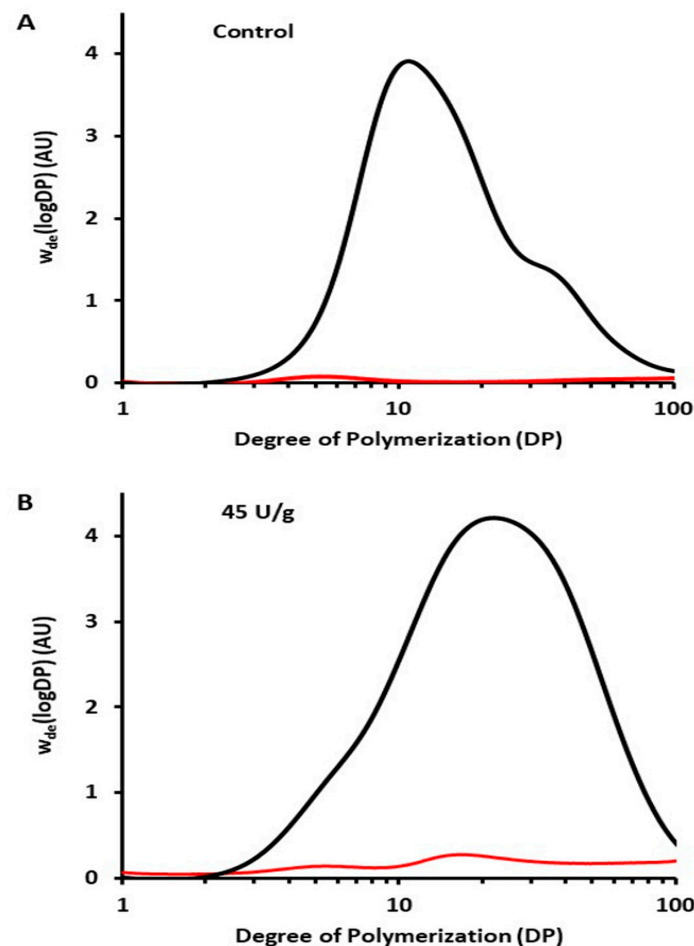 A
Control
4
3
2
1
0
w_de(logDP) (AU)
1
10
100
Degree of Polymerization (DP)
B
45 U/g
4
3
2
1
0
w_de(logDP) (AU)
1
10
100
Degree of Polymerization (DP)